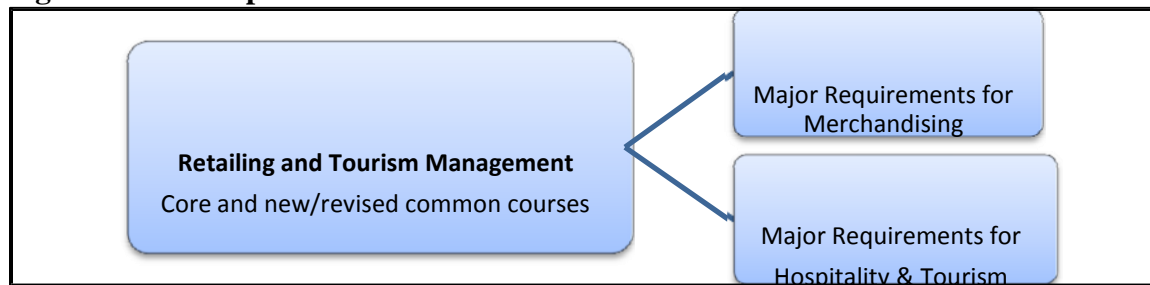 Retailing and Tourism Management
Core and new/revised common courses
Major Requirements for
Merchandising
Major Requirements for
Hospitality & Tourism